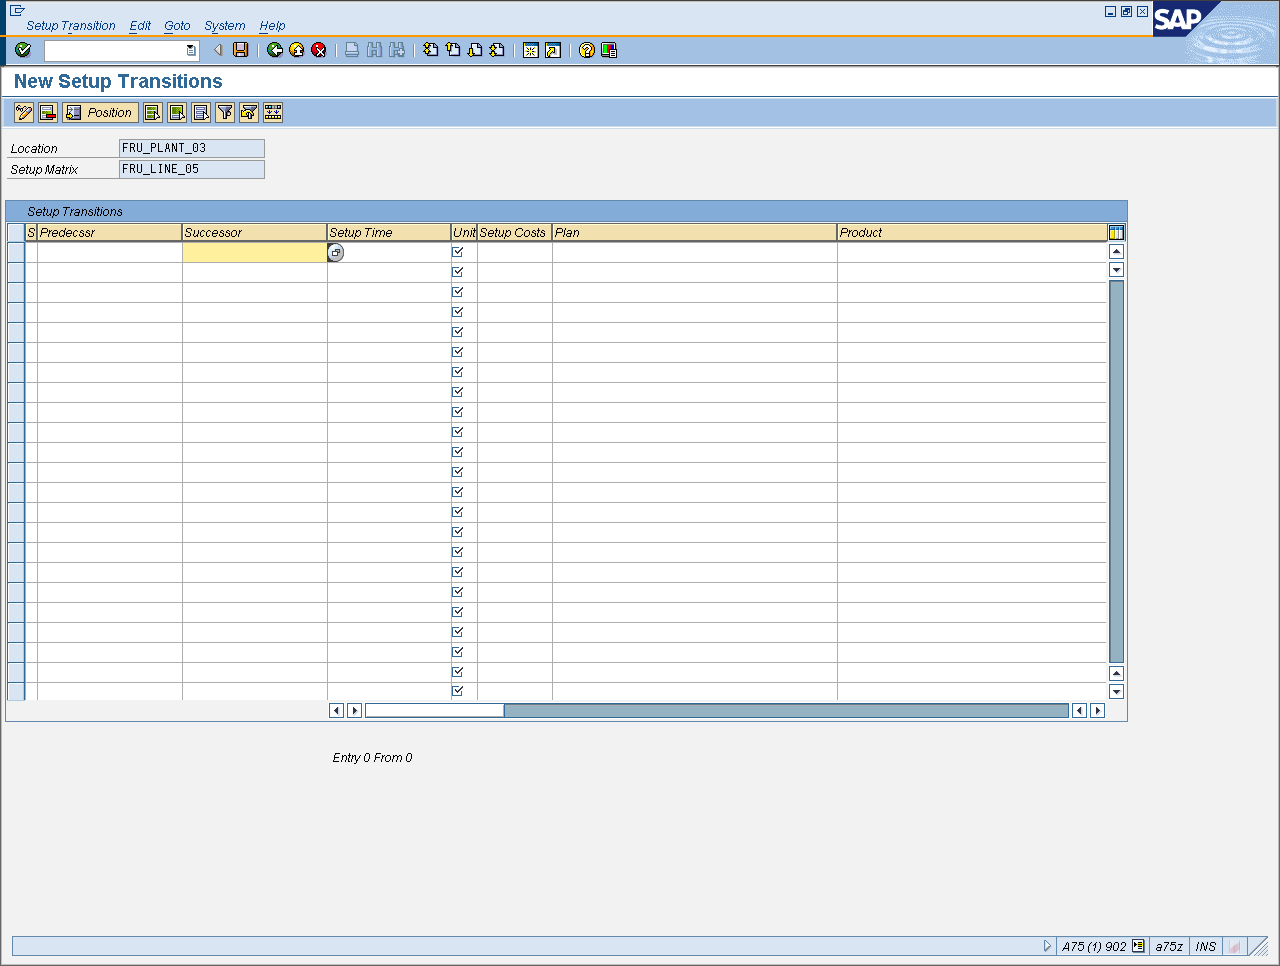 Setup Transition Edit Goto System Help
SAP
New Setup Transitions
Position
Location FRU_PLANT_03
Setup Matrix FRU_LINE_05
Setup Transitions
S Predecssr Successor Setup Time Unit Setup Costs Plan Product
Entry 0 From 0
A75 (1) 902 a75z INS